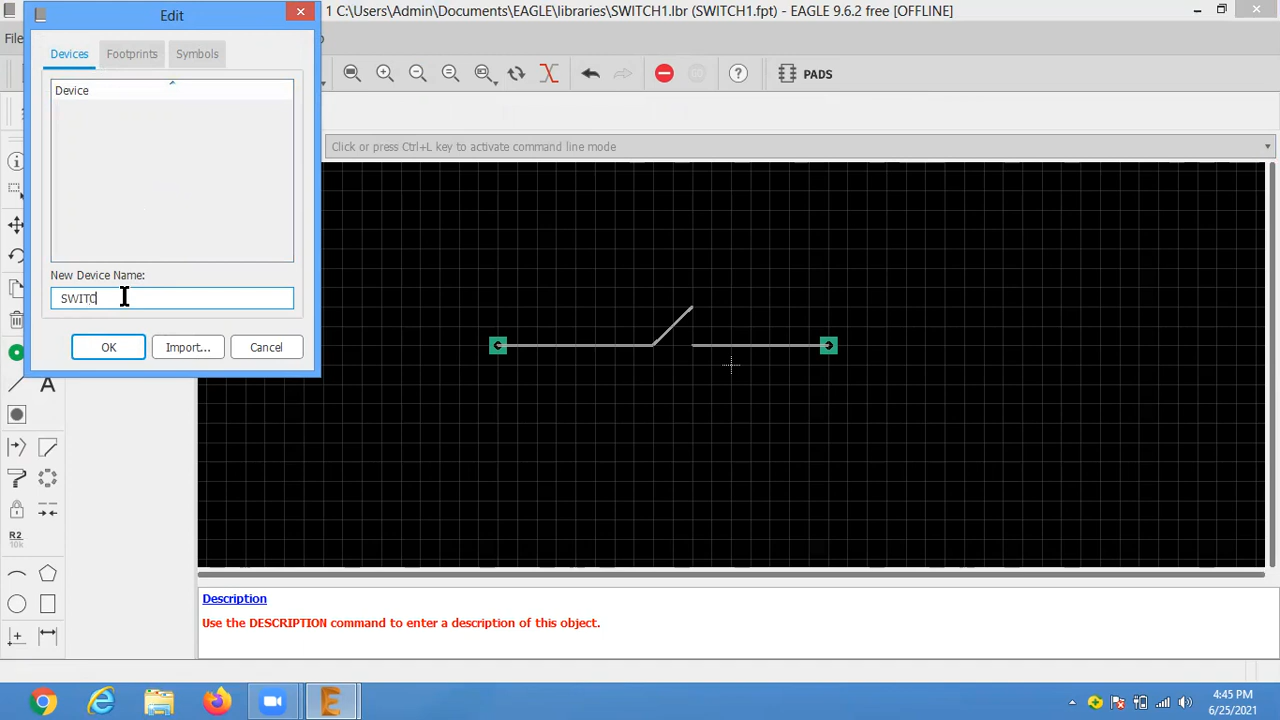 Edit
1 C:\Users\Admin\Documents\EAGLE\libraries\SWITCH1.lbr (SWITCH1.fpt) - EAGLE 9.6.2 free [OFFLINE]
Devices Footprints Symbols
PADS
Device
Click or press Ctrl+L key to activate command line mode
New Device Name:
SWITC
OK Import... Cancel
A
R2
10k
Description
Use the DESCRIPTION command to enter a description of this object.
4:45 PM
6/25/2021